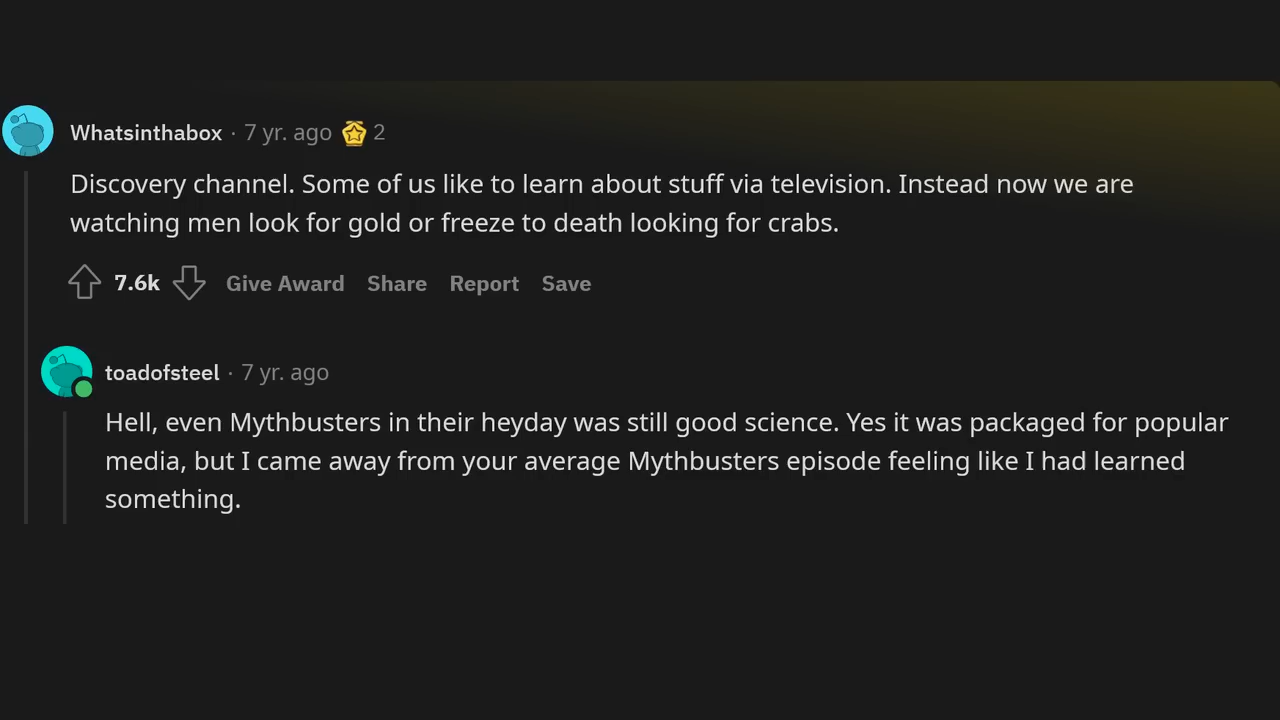 Whatsinthabox · 7 yr. ago 2
Discovery channel. Some of us like to learn about stuff via television. Instead now we are
watching men look for gold or freeze to death looking for crabs.
7.6k Give Award Share Report Save
toadofsteel · 7 yr. ago
Hell, even Mythbusters in their heyday was still good science. Yes it was packaged for popular
media, but I came away from your average Mythbusters episode feeling like I had learned
something.